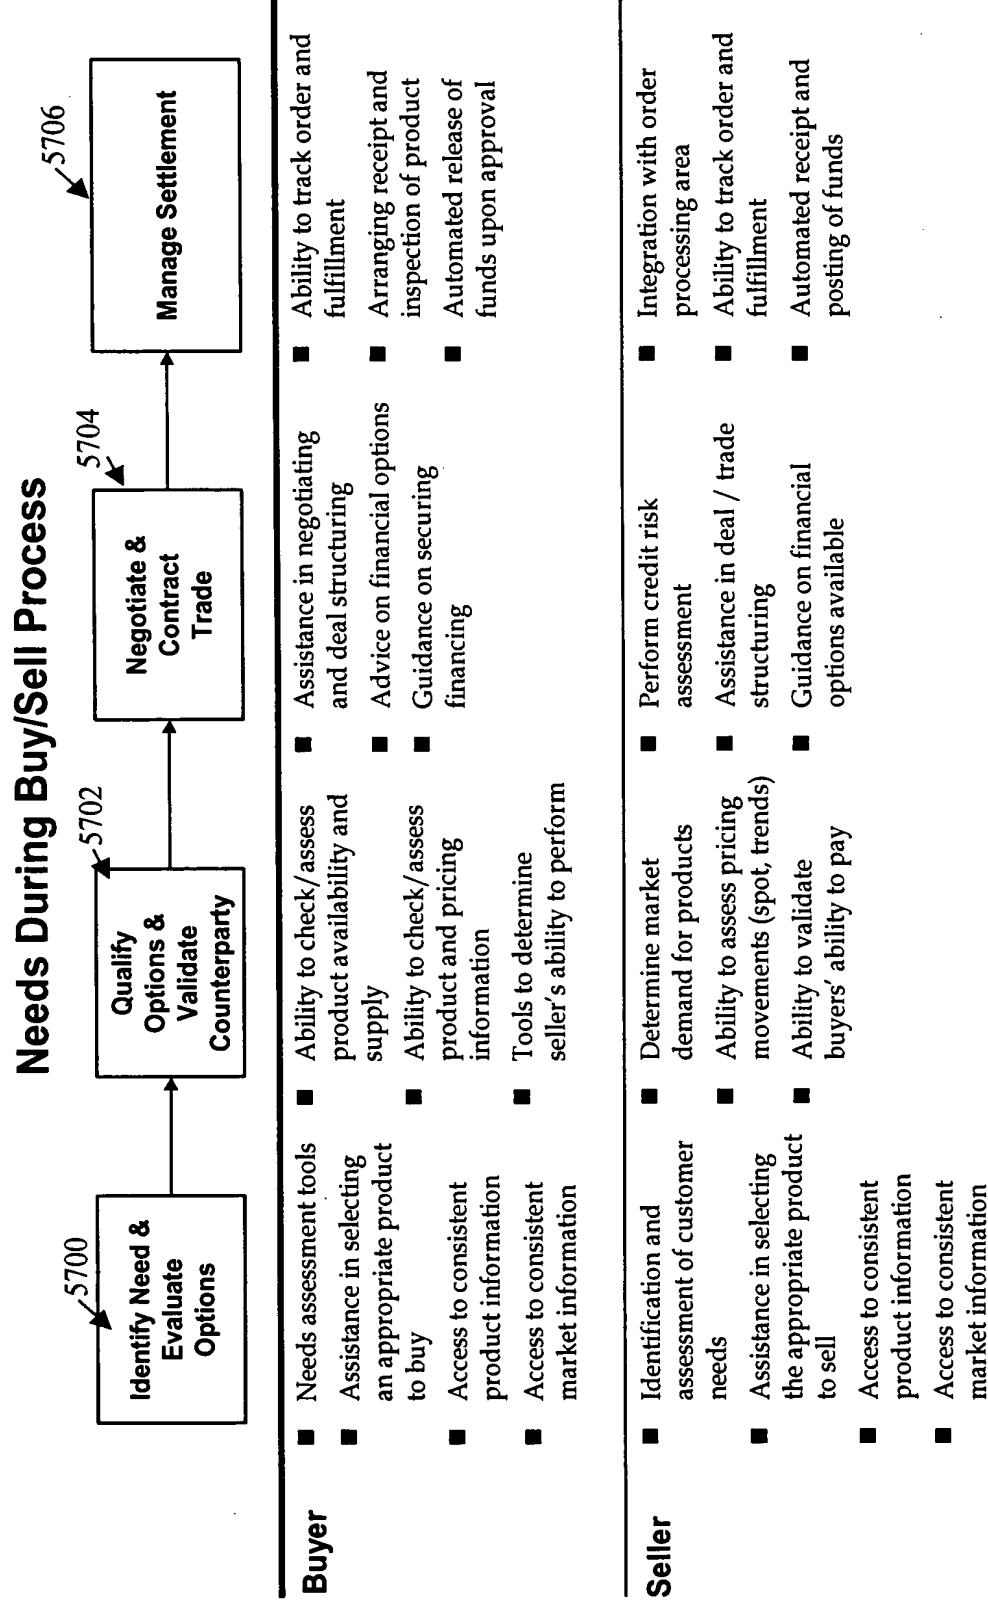 Needs During Buy/Sell Process
5700
5702
5704
5706
Identify Need &
Evaluate
Options
Qualify
Options &
Validate
Counterparty
Negotiate &
Contract
Trade
Manage Settlement
Buyer
■ Needs assessment tools
■ Assistance in selecting
an appropriate product
to buy
■ Access to consistent
product information
■ Access to consistent
market information
■ Ability to check/assess
product availability and
supply
■ Ability to check/assess
product and pricing
information
■ Tools to determine
seller's ability to perform
■ Assistance in negotiating
and deal structuring
■ Advice on financial options
■ Guidance on securing
financing
■ Ability to track order and
fulfillment
■ Arranging receipt and
inspection of product
■ Automated release of
funds upon approval
Seller
■ Identification and
assessment of customer
needs
■ Assistance in selecting
the appropriate product
to sell
■ Access to consistent
product information
■ Access to consistent
market information
■ Determine market
demand for products
■ Ability to assess pricing
movements (spot, trends)
■ Ability to validate
buyers' ability to pay
■ Perform credit risk
assessment
■ Assistance in deal / trade
structuring
■ Guidance on financial
options available
■ Integration with order
processing area
■ Ability to track order and
fulfillment
■ Automated receipt and
posting of funds